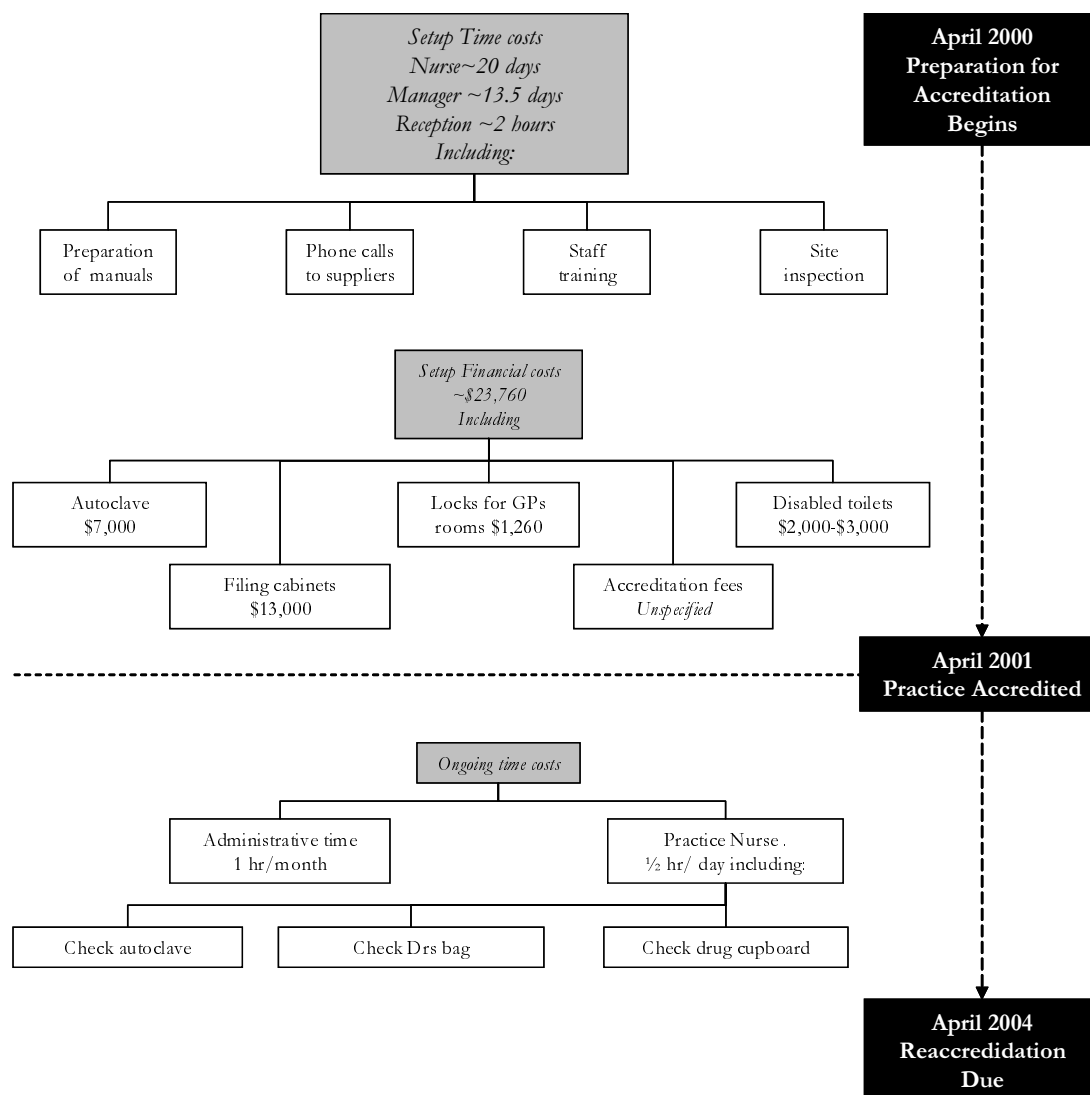 Setup Time costs
Nurse~20 days
Manager ~13.5 days
Reception ~2 hours
Including:
April 2000
Preparation for
Accreditation
Begins
Preparation
of manuals
Phone calls
to suppliers
Staff
training
Site
inspection
Setup Financial costs
~$23,760
Including
Autoclave
$7,000
Locks for GPs
rooms $1,260
Disabled toilets
$2,000-$3,000
Filing cabinets
$13,000
Accreditation fees
Unspecified
April 2001
Practice Accredited
Ongoing time costs
Administrative time
1 hr/month
Practice Nurse .
½ hr/ day including:
Check autoclave
Check Drs bag
Check drug cupboard
April 2004
Reaccredidation
Due